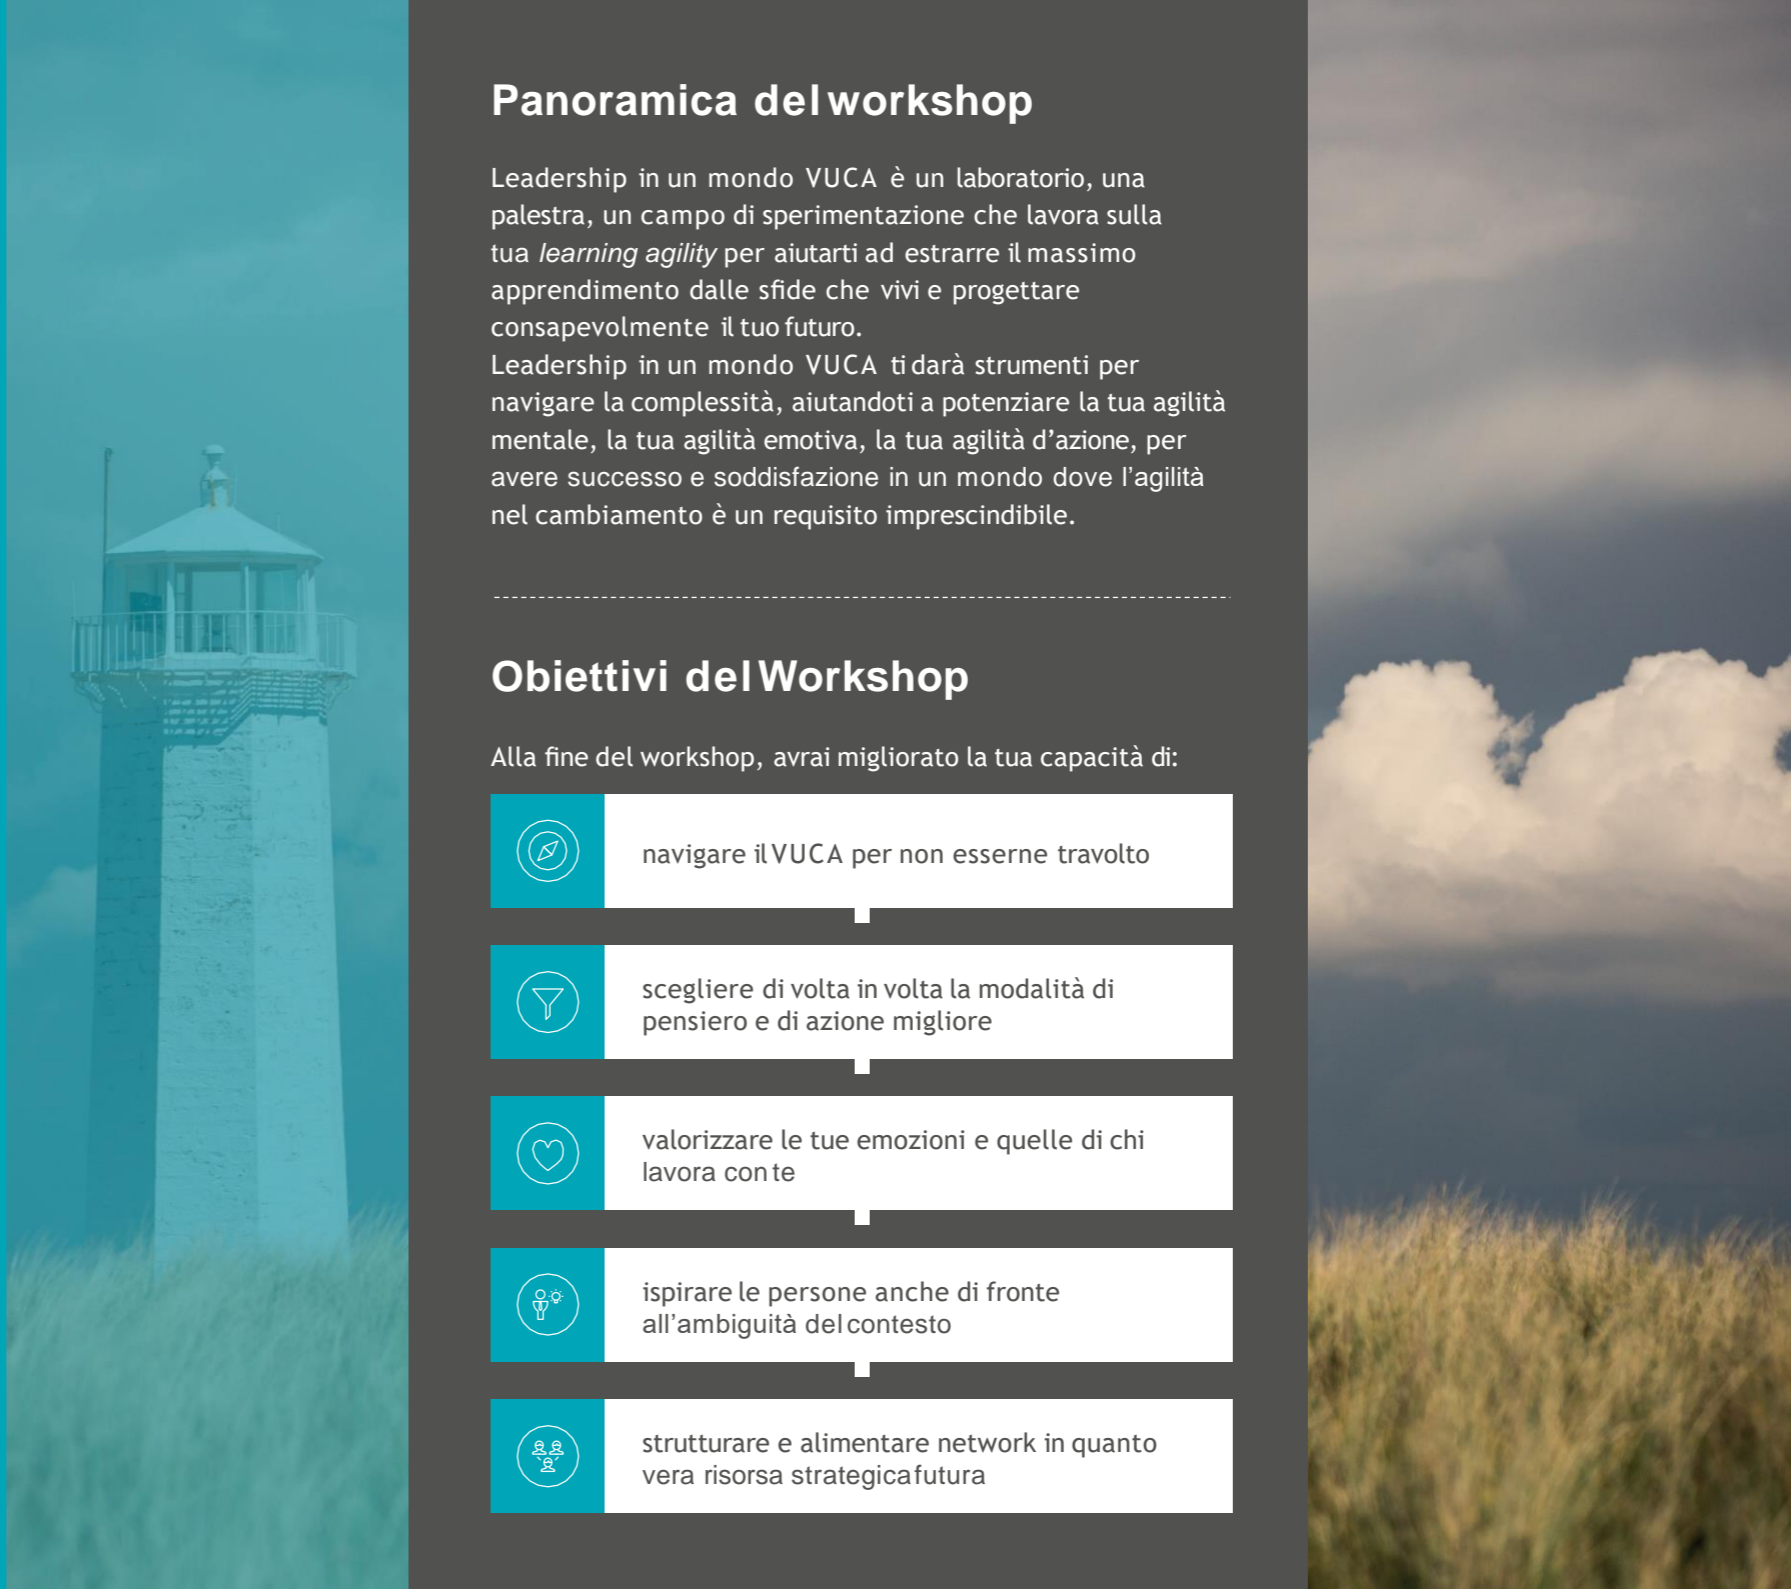 Panoramica del workshop
Leadership in un mondo VUCA è un laboratorio, una
palestra, un campo di sperimentazione che lavora sulla
tua learning agility per aiutarti ad estrarre il massimo
apprendimento dalle sfide che vivi e progettare
consapevolmente il tuo futuro.
Leadership in un mondo VUCA ti darà strumenti per
navigare la complessità, aiutandoti a potenziare la tua agilità
mentale, la tua agilità emotiva, la tua agilità d’azione, per
avere successo e soddisfazione in un mondo dove l’agilità
nel cambiamento è un requisito imprescindibile.
Obiettivi del Workshop
Alla fine del workshop, avrai migliorato la tua capacità di:
navigare il VUCA per non esserne travolto
scegliere di volta in volta la modalità di
pensiero e di azione migliore
valorizzare le tue emozioni e quelle di chi
lavora con te
ispirare le persone anche di fronte
all’ambiguità del contesto
strutturare e alimentare network in quanto
vera risorsa strategica futura